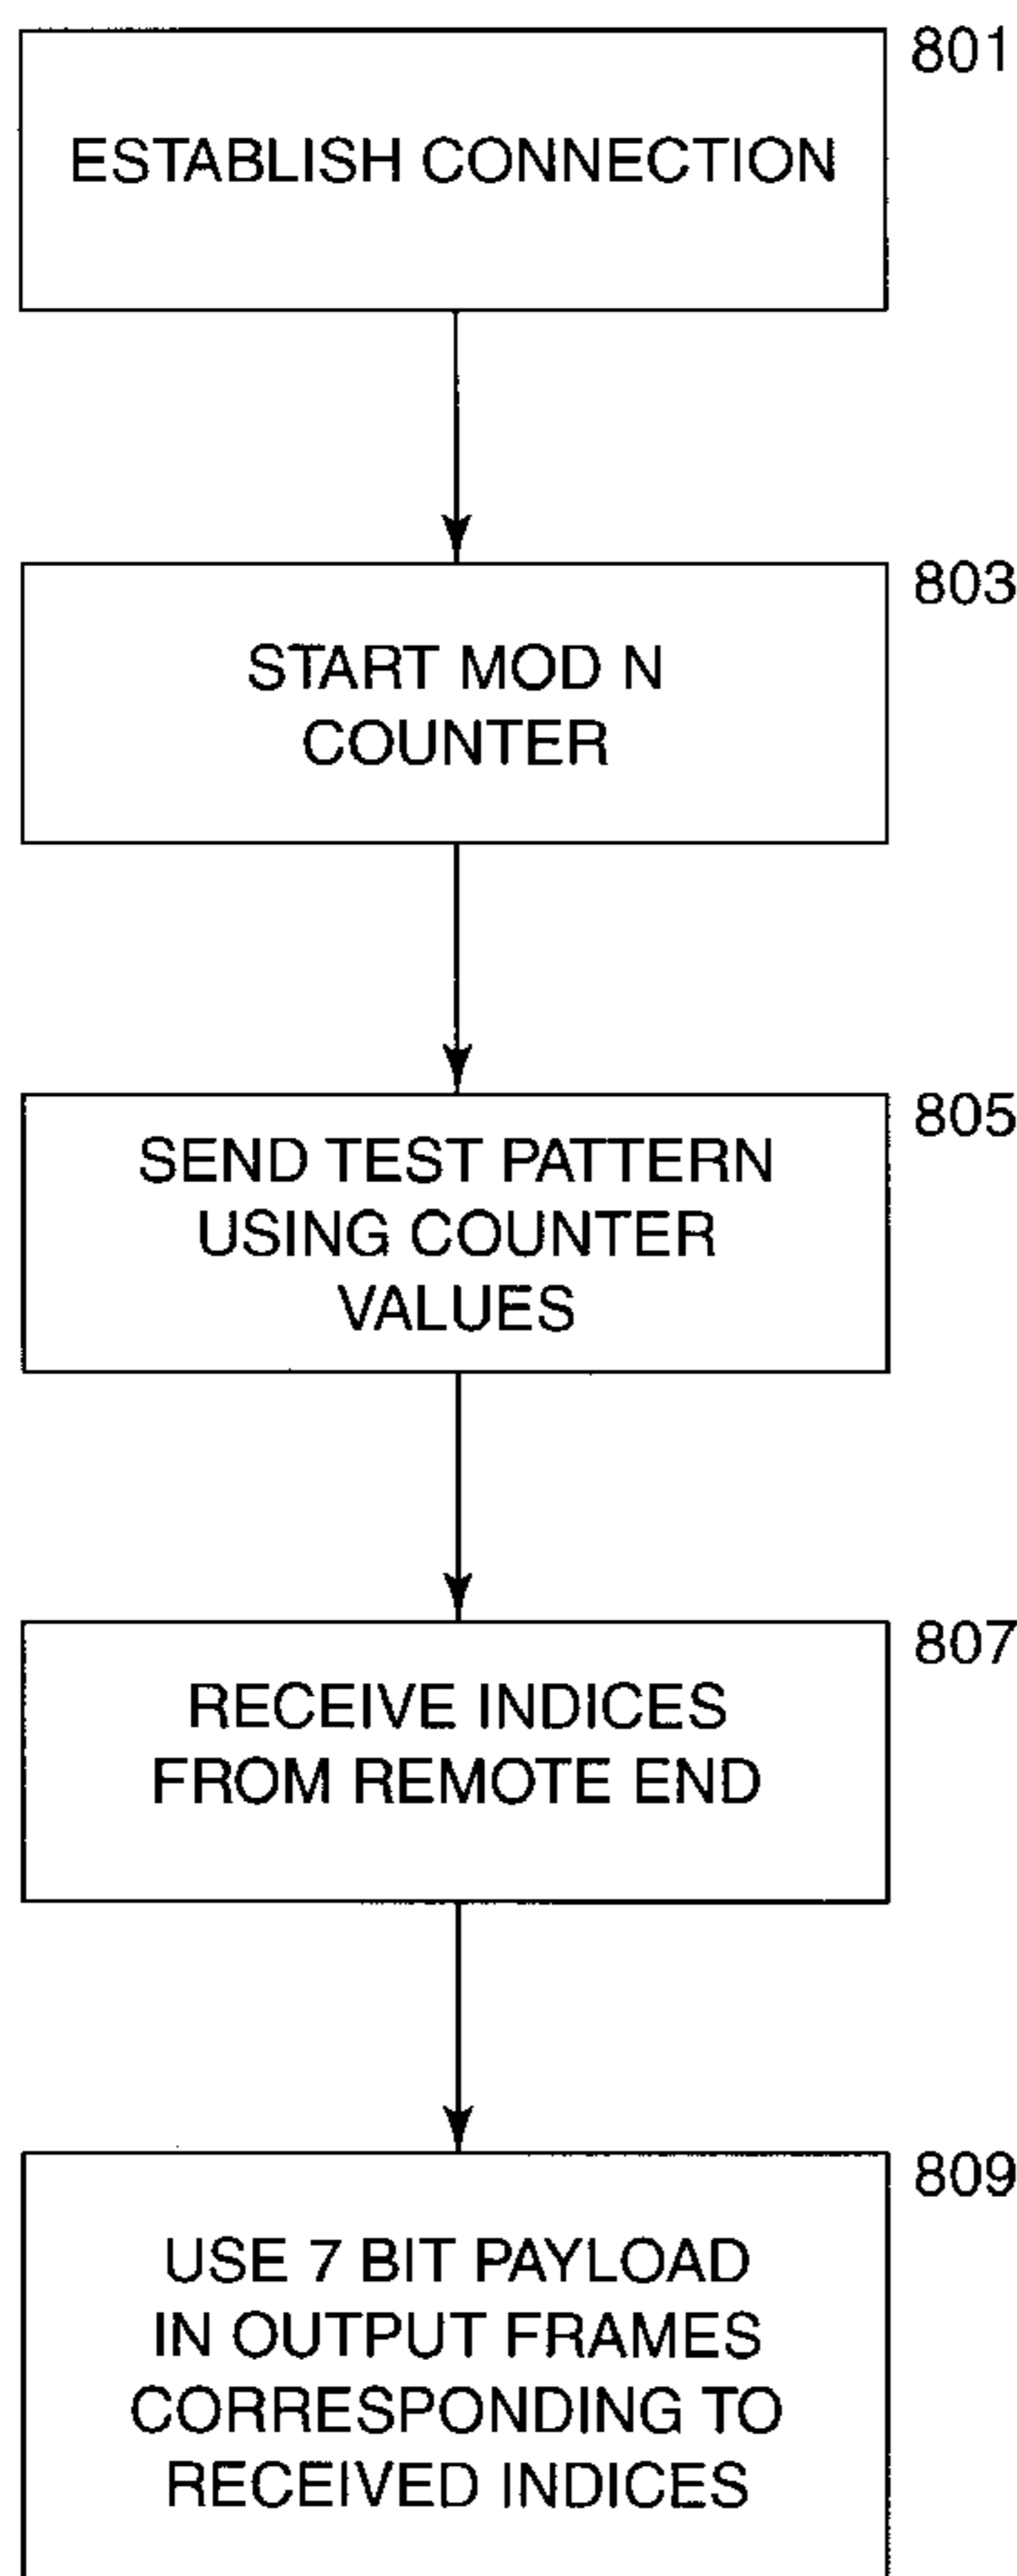 801
ESTABLISH CONNECTION
803
START MOD N
COUNTER
805
SEND TEST PATTERN
USING COUNTER
VALUES
807
RECEIVE INDICES
FROM REMOTE END
809
USE 7 BIT PAYLOAD
IN OUTPUT FRAMES
CORRESPONDING TO
RECEIVED INDICES